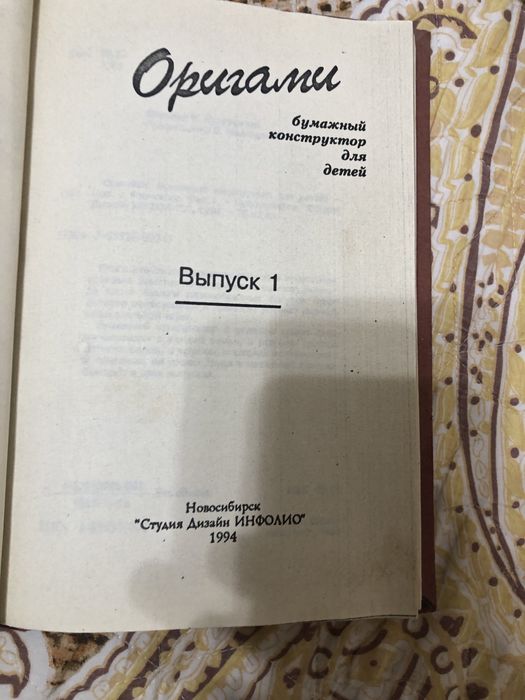 Оригами
бумажный
конструктор
для
детей
Выпуск 1
Новосибирск
"Студия Дизайн ИНФОЛИО"
1994